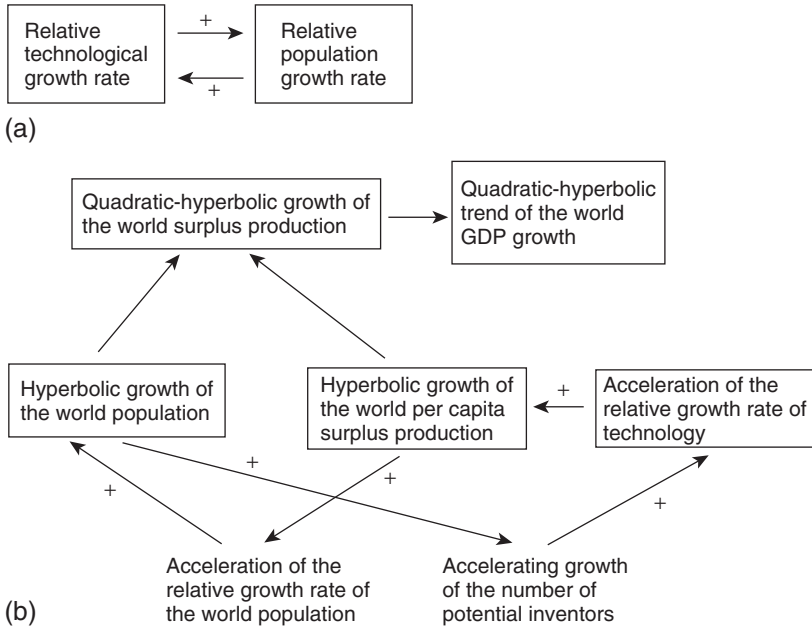 Relative
technological
growth rate
+
+
Relative
population
growth rate
(a)
Quadratic-hyperbolic growth of
the world surplus production
Quadratic-hyperbolic
trend of the world
GDP growth
Hyperbolic growth of
the world population
Hyperbolic growth of
the world per capita
surplus production
+
Acceleration of the
relative growth rate of
technology
+
+
+
+
Acceleration of the
relative growth rate of
the world population
Accelerating growth
of the number of
potential inventors
(b)